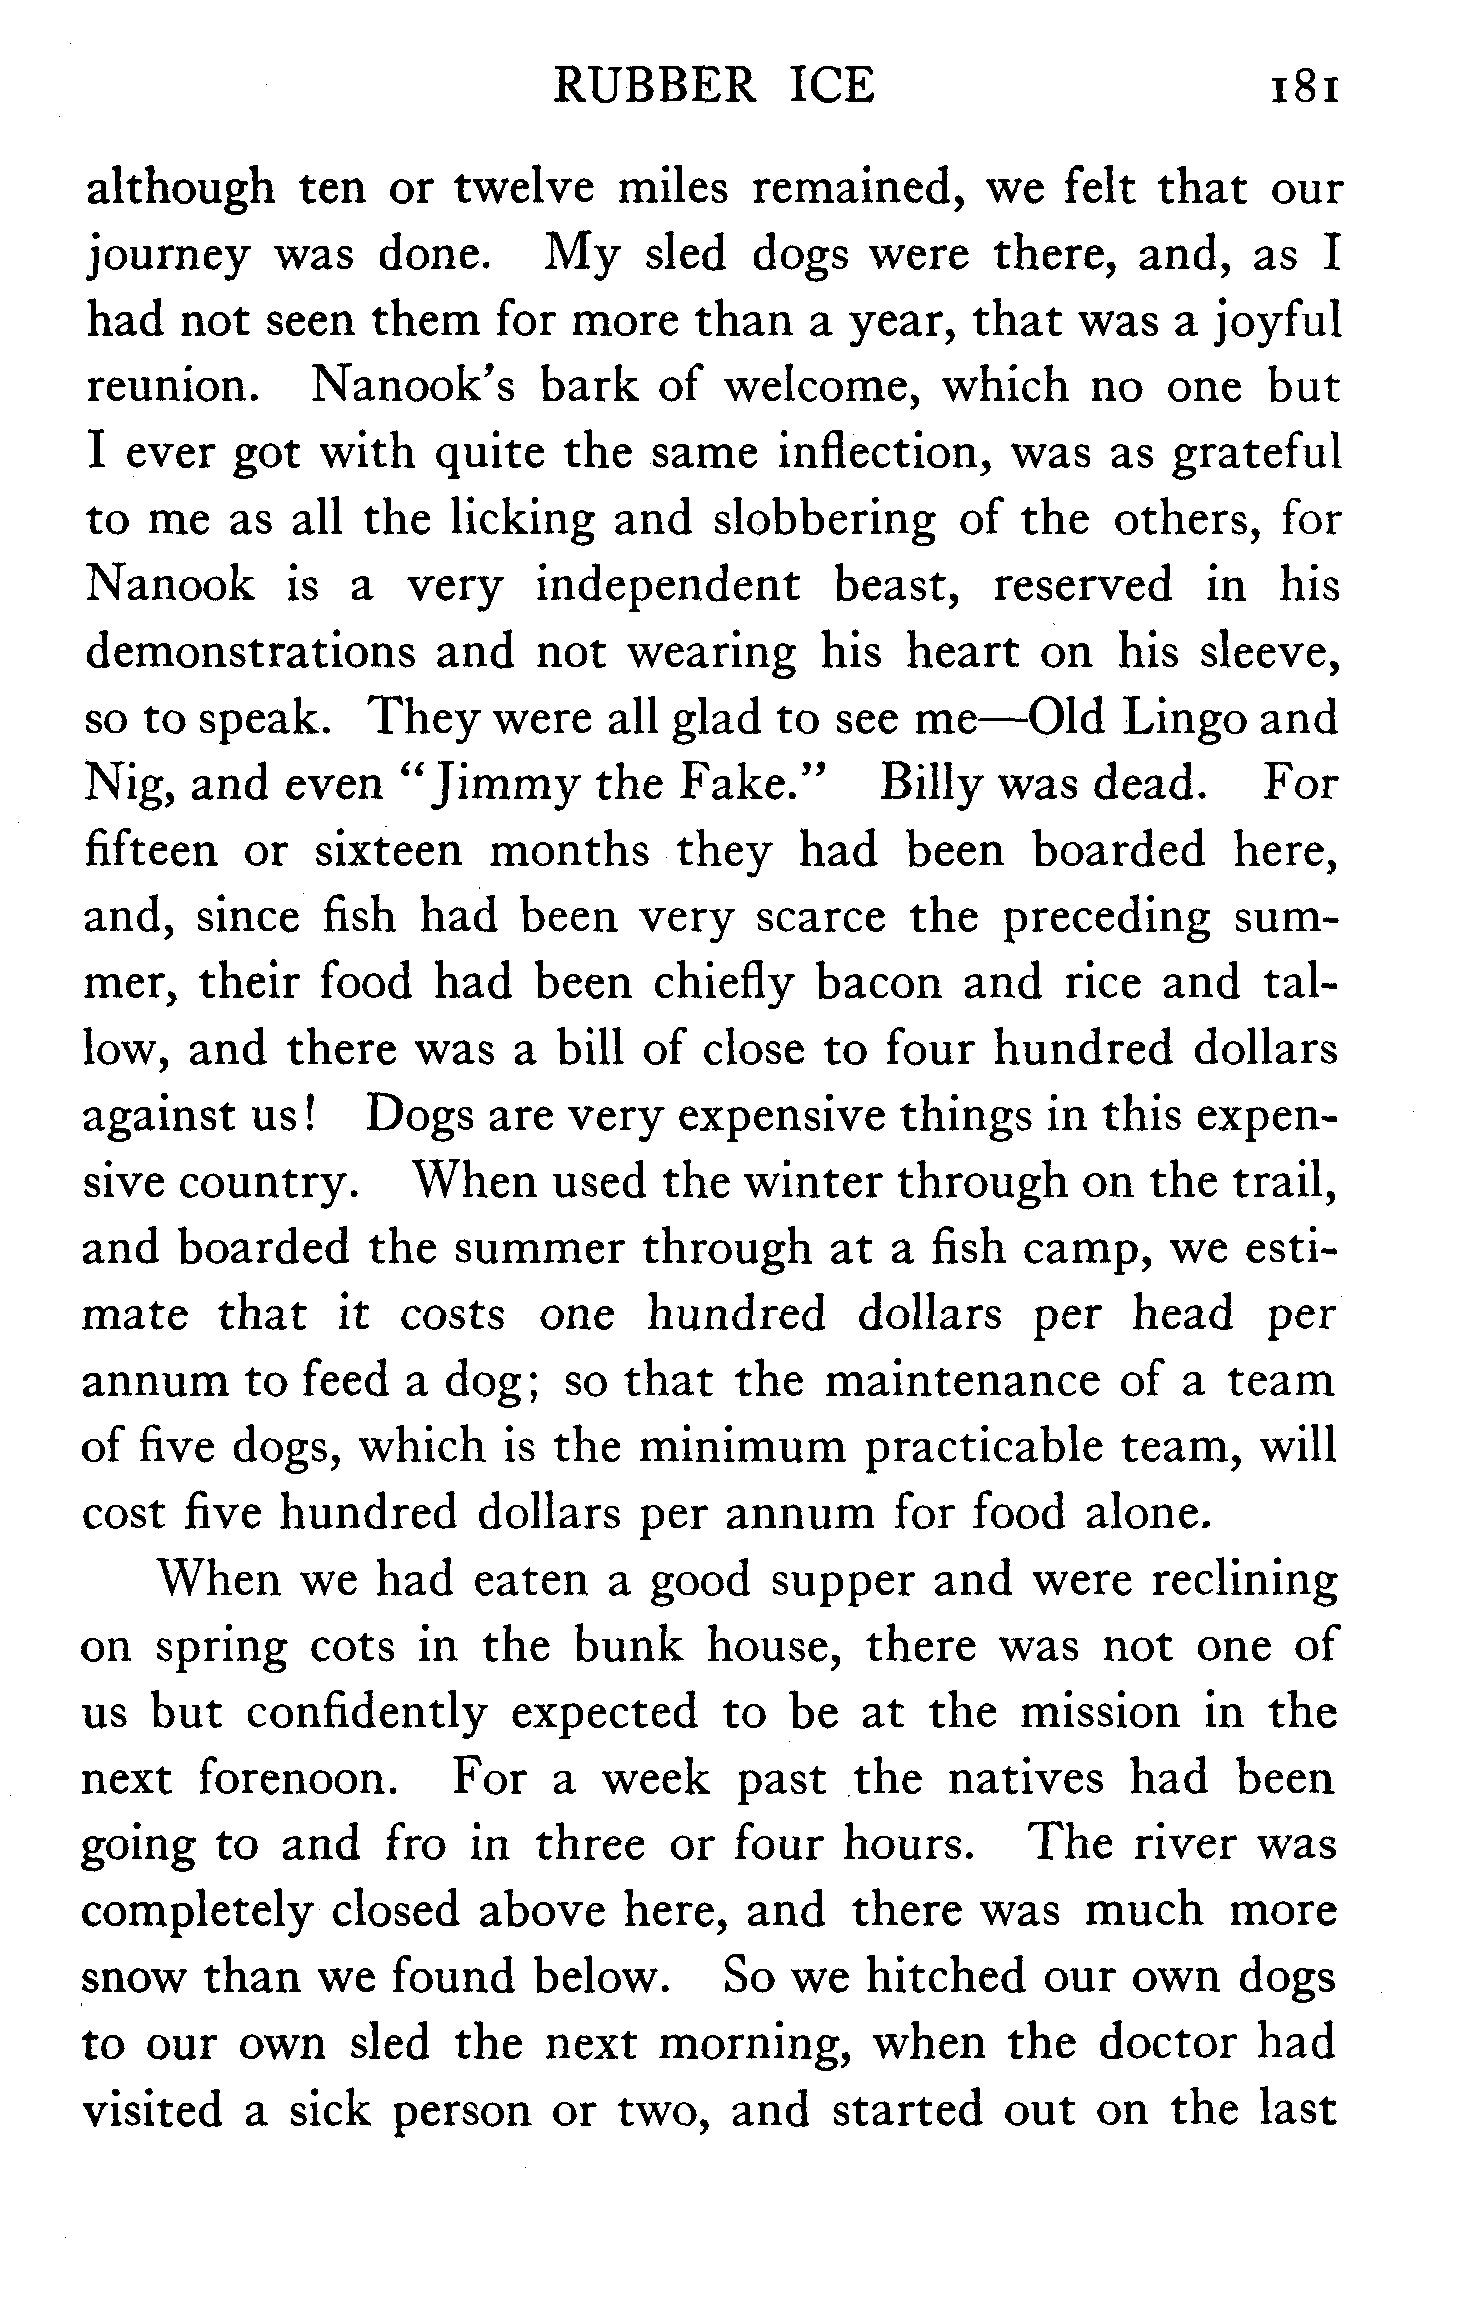 RUBBER ICE 181
although ten or twelve miles remained, we felt that our
journey was done. My sled dogs were there, and, as I
had not seen them for more than a year, that was a joyful
reunion. Nanook's bark of welcome, which no one but
I ever got with quite the same inflection, was as grateful
to me as all the licking and slobbering of the others, for
Nanook is a very independent beast, reserved in his
demonstrations and not wearing his heart on his sleeve,
so to speak. They were all glad to see me—Old Lingo and
Nig, and even "Jimmy the Fake." Billy was dead. For
fifteen or sixteen months they had been boarded here,
and, since fish had been very scarce the preceding sum-
mer, their food had been chiefly bacon and rice and tal-
low, and there was a bill of close to four hundred dollars
against us! Dogs are very expensive things in this expen-
sive country. When used the winter through on the trail,
and boarded the summer through at a fish camp, we esti-
mate that it costs one hundred dollars per head per
annum to feed a dog; so that the maintenance of a team
of five dogs, which is the minimum practicable team, will
cost five hundred dollars per annum for food alone.
When we had eaten a good supper and were reclining
on spring cots in the bunk house, there was not one of
us but confidently expected to be at the mission in the
next forenoon. For a week past the natives had been
going to and fro in three or four hours. The river was
completely closed above here, and there was much more
snow than we found below. So we hitched our own dogs
to our own sled the next morning, when the doctor had
visited a sick person or two, and started out on the last